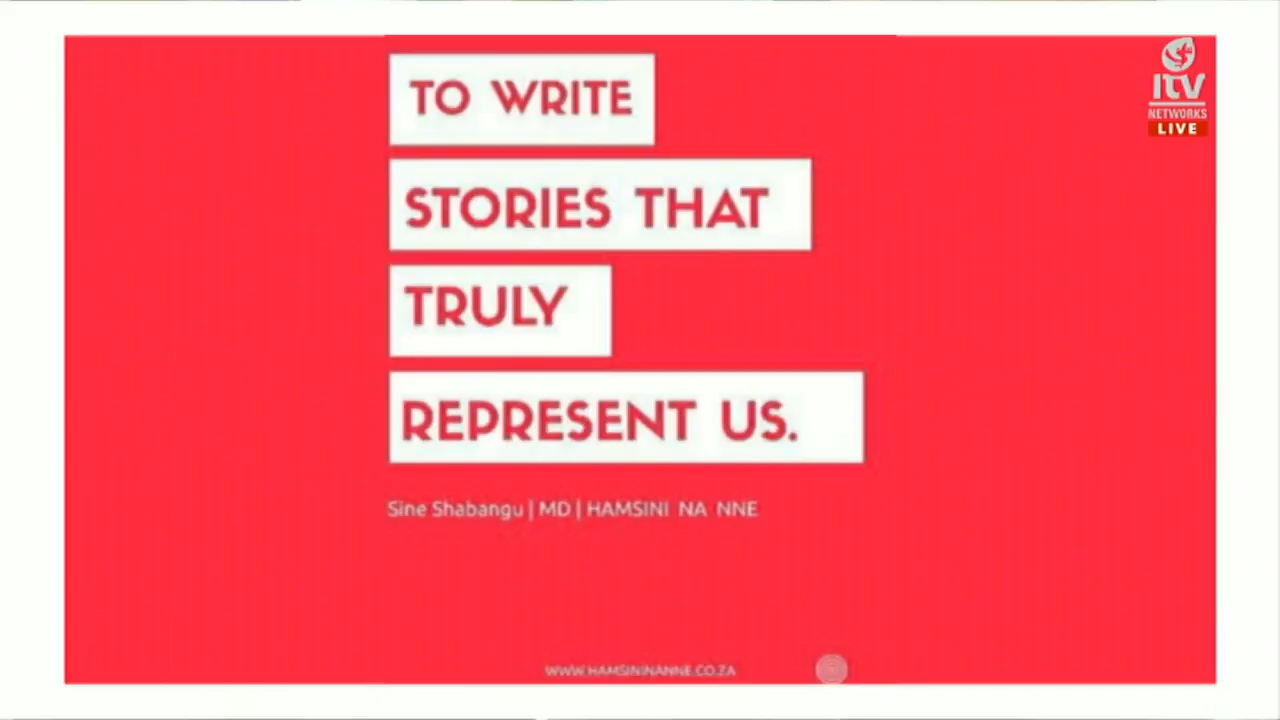 TO WRITE
STORIES THAT
TRULY
REPRESENT US.
Sine Shabangu | MD | HAMSINI NA NNE
WWW.HAMSININANNE.CO.ZA
itv
NETWORKS
LIVE